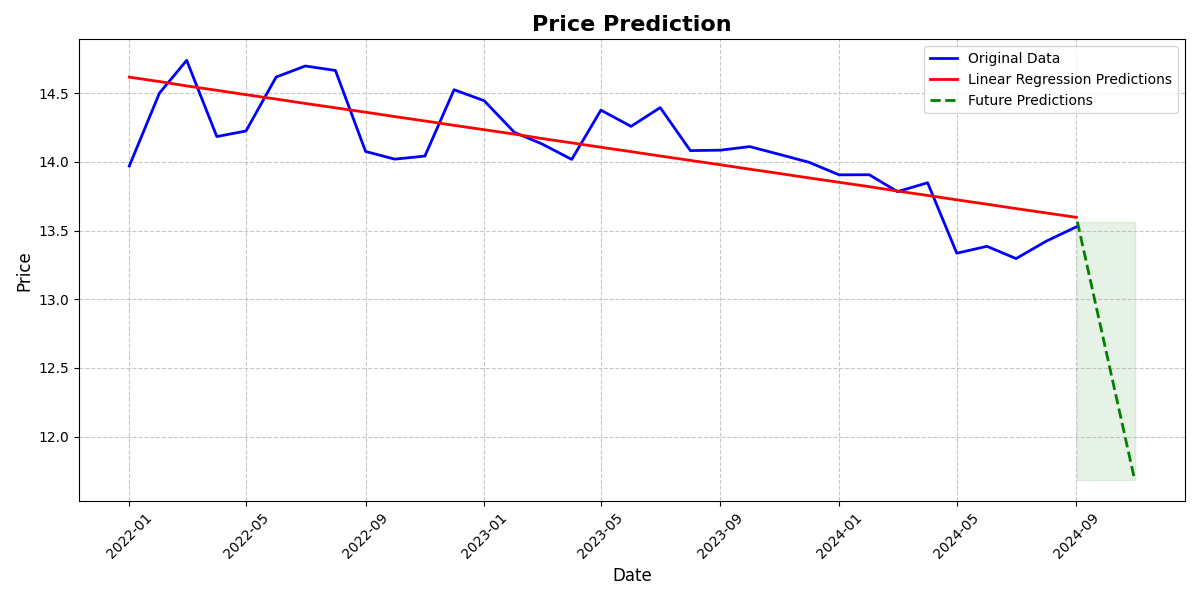 Price Prediction
Original Data
Linear Regression Predictions
Future Predictions
Price
14.5
14.0
13.5
13.0
12.5
12.0
2022-01
2022-05
2022-09
2023-01
2023-05
2023-09
2024-01
2024-05
2024-09
Date